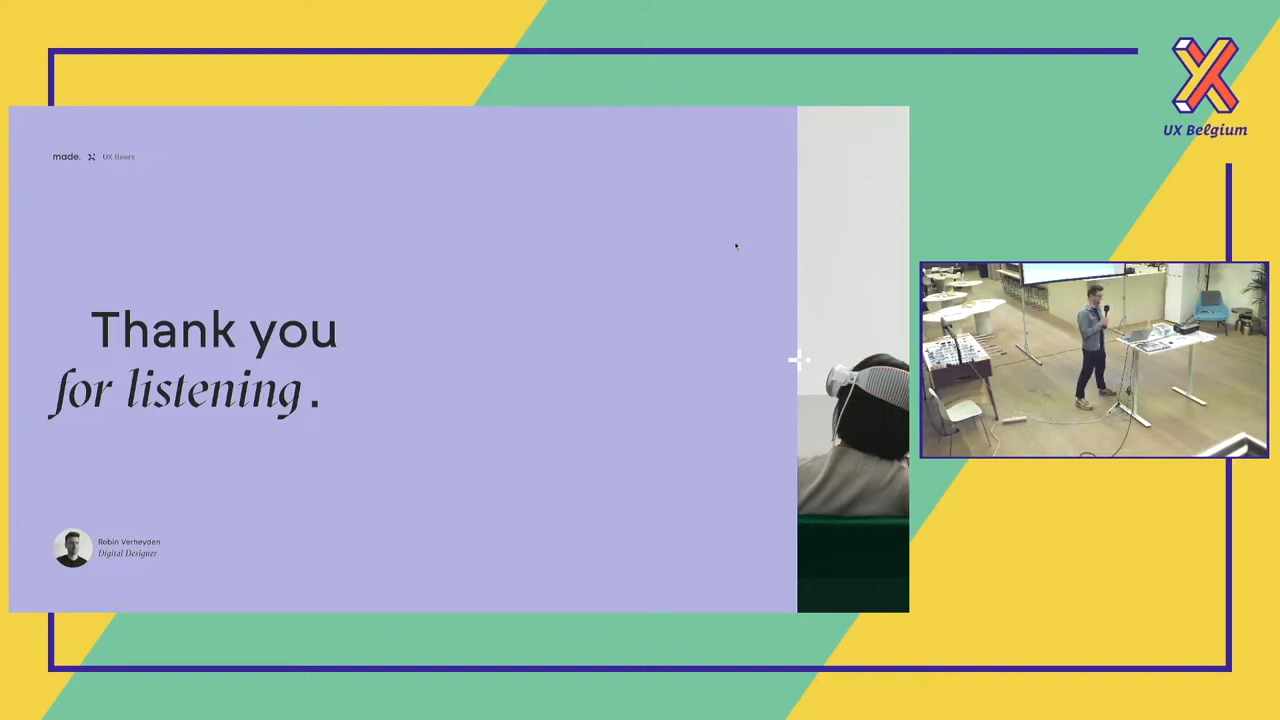 UX Belgium
made. UX Beers
Thank you
for listening.
Robin Verheyden
Digital Designer